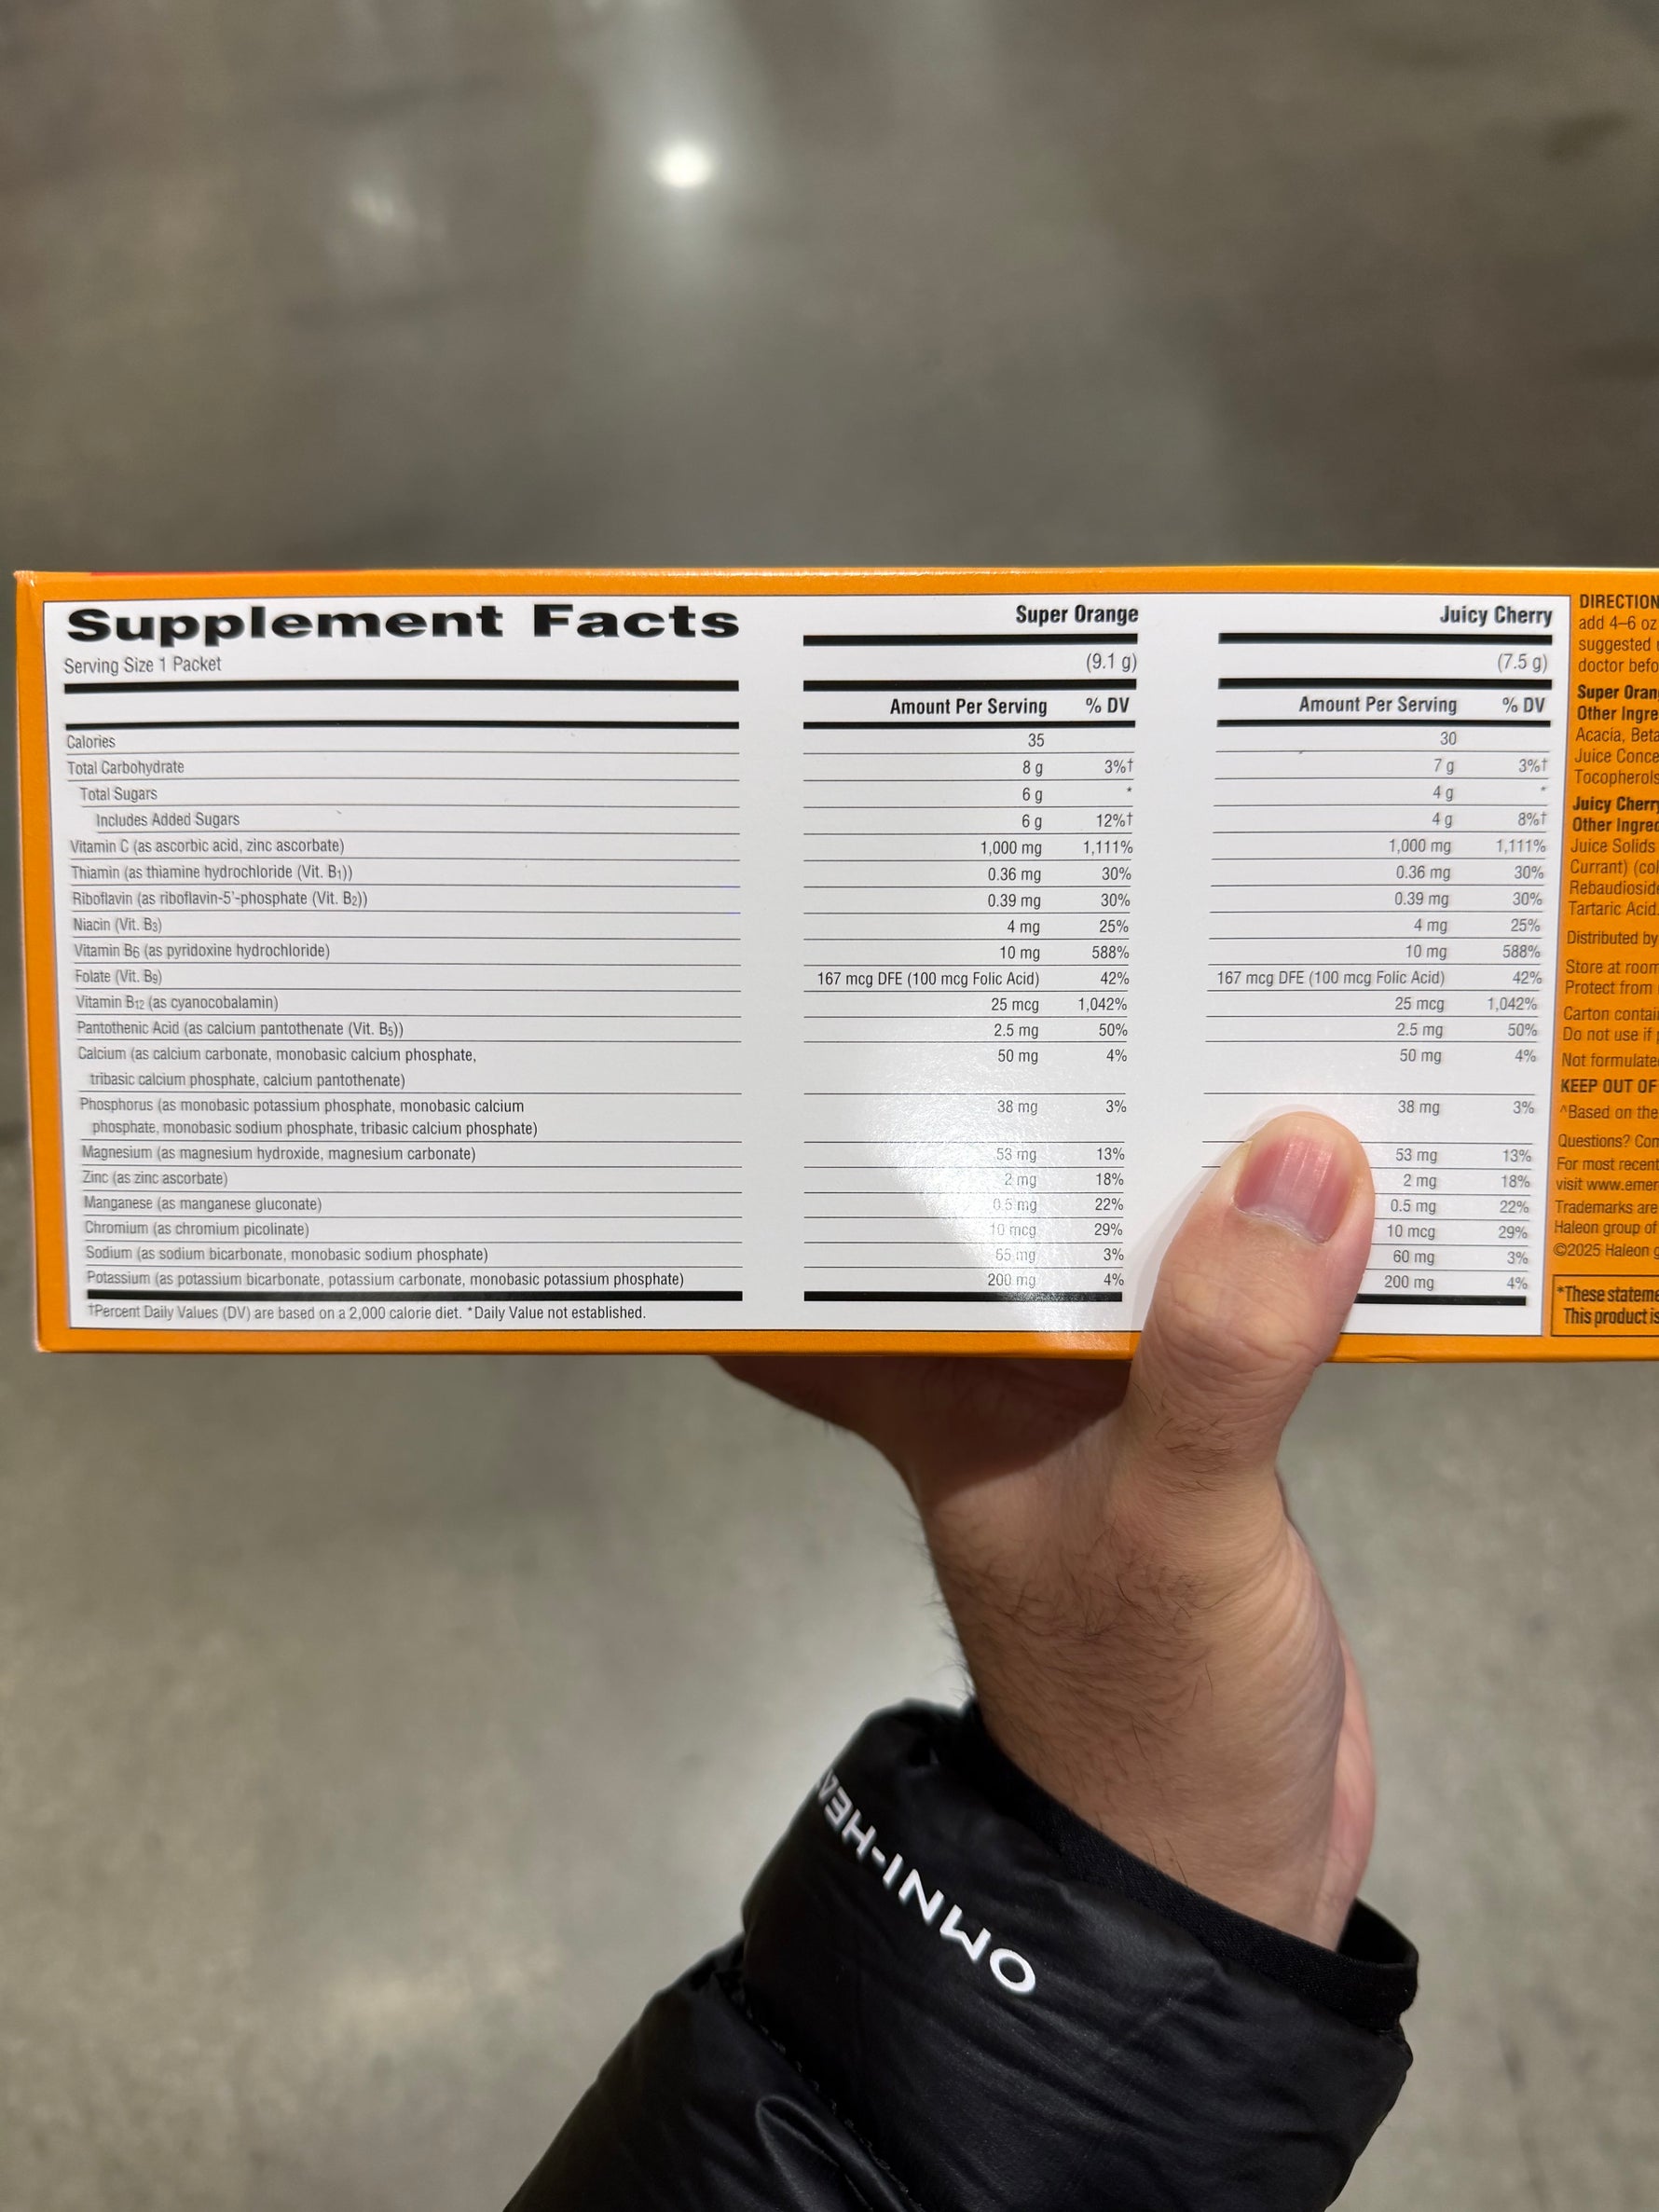 Supplement Facts
Serving Size 1 Packet
Super Orange Juicy Cherry
(9.1 g) (7.5 g)
Amount Per Serving % DV Amount Per Serving % DV
Calories 35 30
Total Carbohydrate 8 g 3%† 7 g 3%†
Total Sugars 6 g * 4 g *
Includes Added Sugars 6 g 12%† 4 g 8%†
Vitamin C (as ascorbic acid, zinc ascorbate) 1,000 mg 1,111% 1,000 mg 1,111%
Thiamin (as thiamine hydrochloride (Vit. B1)) 0.36 mg 30% 0.36 mg 30%
Riboflavin (as riboflavin-5'-phosphate (Vit. B2)) 0.39 mg 30% 0.39 mg 30%
Niacin (Vit. B3) 4 mg 25% 4 mg 25%
Vitamin B6 (as pyridoxine hydrochloride) 10 mg 588% 10 mg 588%
Folate (Vit. B9) 167 mcg DFE (100 mcg Folic Acid) 42% 167 mcg DFE (100 mcg Folic Acid) 42%
Vitamin B12 (as cyanocobalamin) 25 mcg 1,042% 25 mcg 1,042%
Pantothenic Acid (as calcium pantothenate (Vit. B5)) 2.5 mg 50% 2.5 mg 50%
Calcium (as calcium carbonate, monobasic calcium phosphate, 50 mg 4% 50 mg 4%
tribasic calcium phosphate, calcium pantothenate)
Phosphorus (as monobasic potassium phosphate, monobasic calcium 38 mg 3% 38 mg 3%
phosphate, monobasic sodium phosphate, tribasic calcium phosphate)
Magnesium (as magnesium hydroxide, magnesium carbonate) 53 mg 13% 53 mg 13%
Zinc (as zinc ascorbate) 2 mg 18% 2 mg 18%
Manganese (as manganese gluconate) 0.5 mg 22% 0.5 mg 22%
Chromium (as chromium picolinate) 10 mcg 29% 10 mcg 29%
Sodium (as sodium bicarbonate, monobasic sodium phosphate) 65 mg 3% 60 mg 3%
Potassium (as potassium bicarbonate, potassium carbonate, monobasic potassium phosphate) 200 mg 4% 200 mg 4%
†Percent Daily Values (DV) are based on a 2,000 calorie diet. *Daily Value not established.
DIRECTION
add 4–6 oz
suggested
doctor befo
Super Oran
Other Ingre
Acacia, Beta
Juice Conce
Tocopherols
Juicy Cherry
Other Ingred
Juice Solids
Currant) (col
Rebaudioside
Tartaric Acid.
Distributed by
Store at room
Protect from
Carton contai
Do not use if
Not formulate
KEEP OUT OF
^Based on the
Questions? Con
For most recent
visit www.emer
Trademarks are
Haleon group of
©2025 Haleon g
*These stateme
This product is
OMNI-HEA